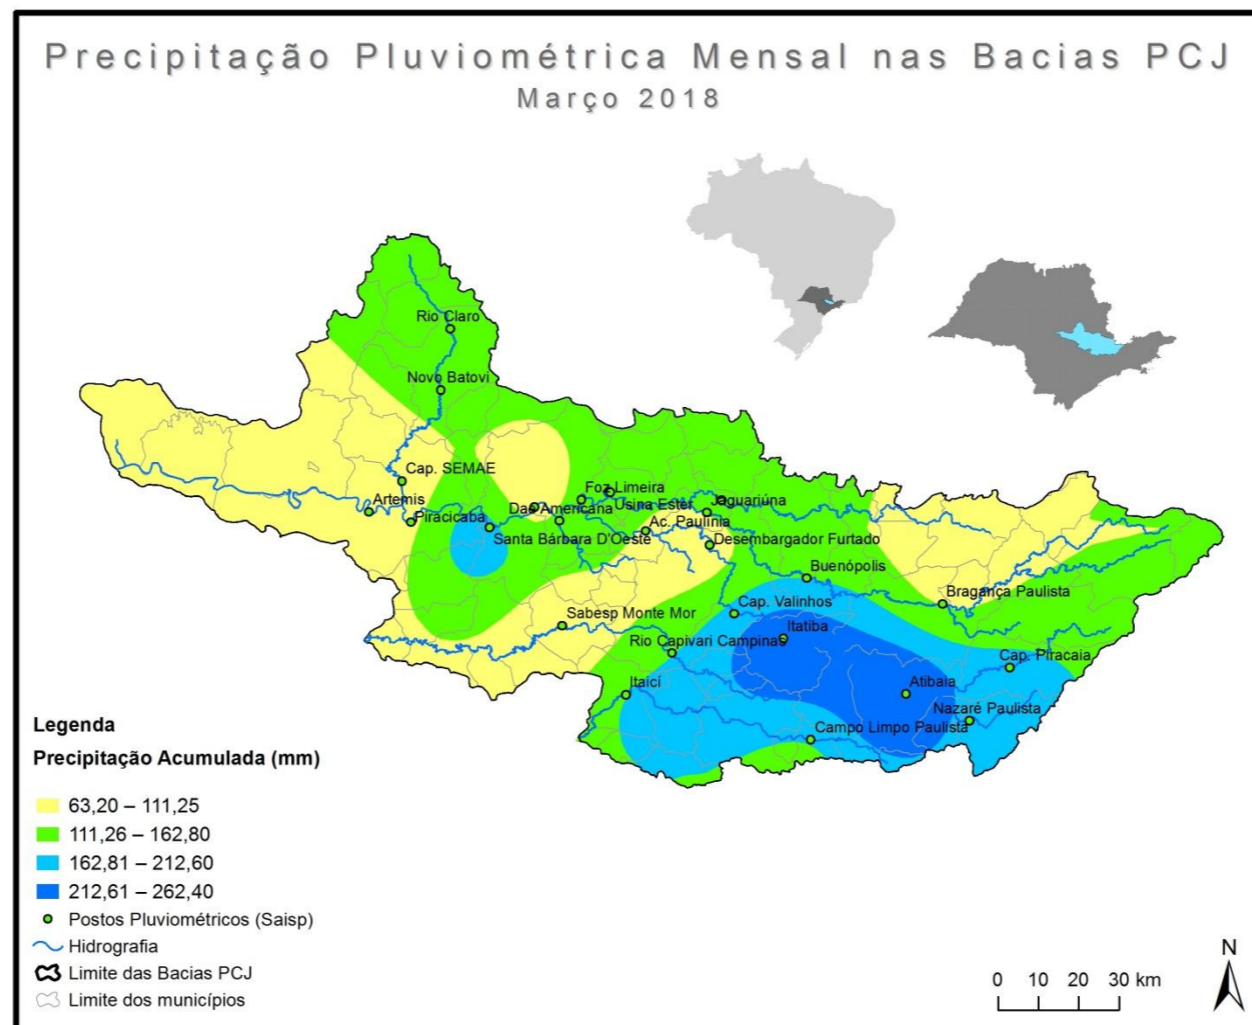 Precipitação Pluviométrica Mensal nas Bacias PCJ
Março 2018
Rio Claro
Novo Batovi
Cap. SEMAE
Artemis
Piracicaba
Foz Limeira
Usina Ester
Dae Americana
Santa Bárbara D'Oeste
Jaguariúna
Ac. Paulínia
Desembargador Furtado
Buenópolis
Bragança Paulista
Sabesp Monte Mor
Cap. Valinhos
Itatiba
Rio Capivari Campinas
Cap. Piracaia
Itaicí
Atibaia
Nazaré Paulista
Campo Limpo Paulista
Legenda
Precipitação Acumulada (mm)
63,20 – 111,25
111,26 – 162,80
162,81 – 212,60
212,61 – 262,40
Postos Pluviométricos (Saisp)
Hidrografia
Limite das Bacias PCJ
Limite dos municípios
0 10 20 30 km
N